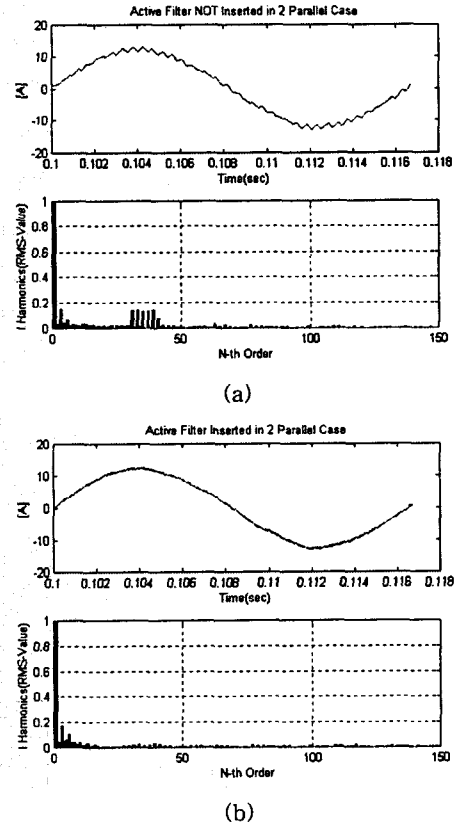 Active Filter NOT Inserted in 2 Parallel Case
20
10
0
-10
-20
[A]
0.1 0.102 0.104 0.106 0.108 0.11 0.112 0.114 0.116 0.118
Time(sec)
1
0.8
0.6
0.4
0.2
0
I Harmonics(RMS-Value)
0 50 100 150
N-th Order
(a)
Active Filter Inserted in 2 Parallel Case
20
10
0
-10
-20
[A]
0.1 0.102 0.104 0.106 0.108 0.11 0.112 0.114 0.116 0.118
Time(sec)
1
0.8
0.6
0.4
0.2
0
I Harmonics(RMS-Value)
0 50 100 150
N-th Order
(b)